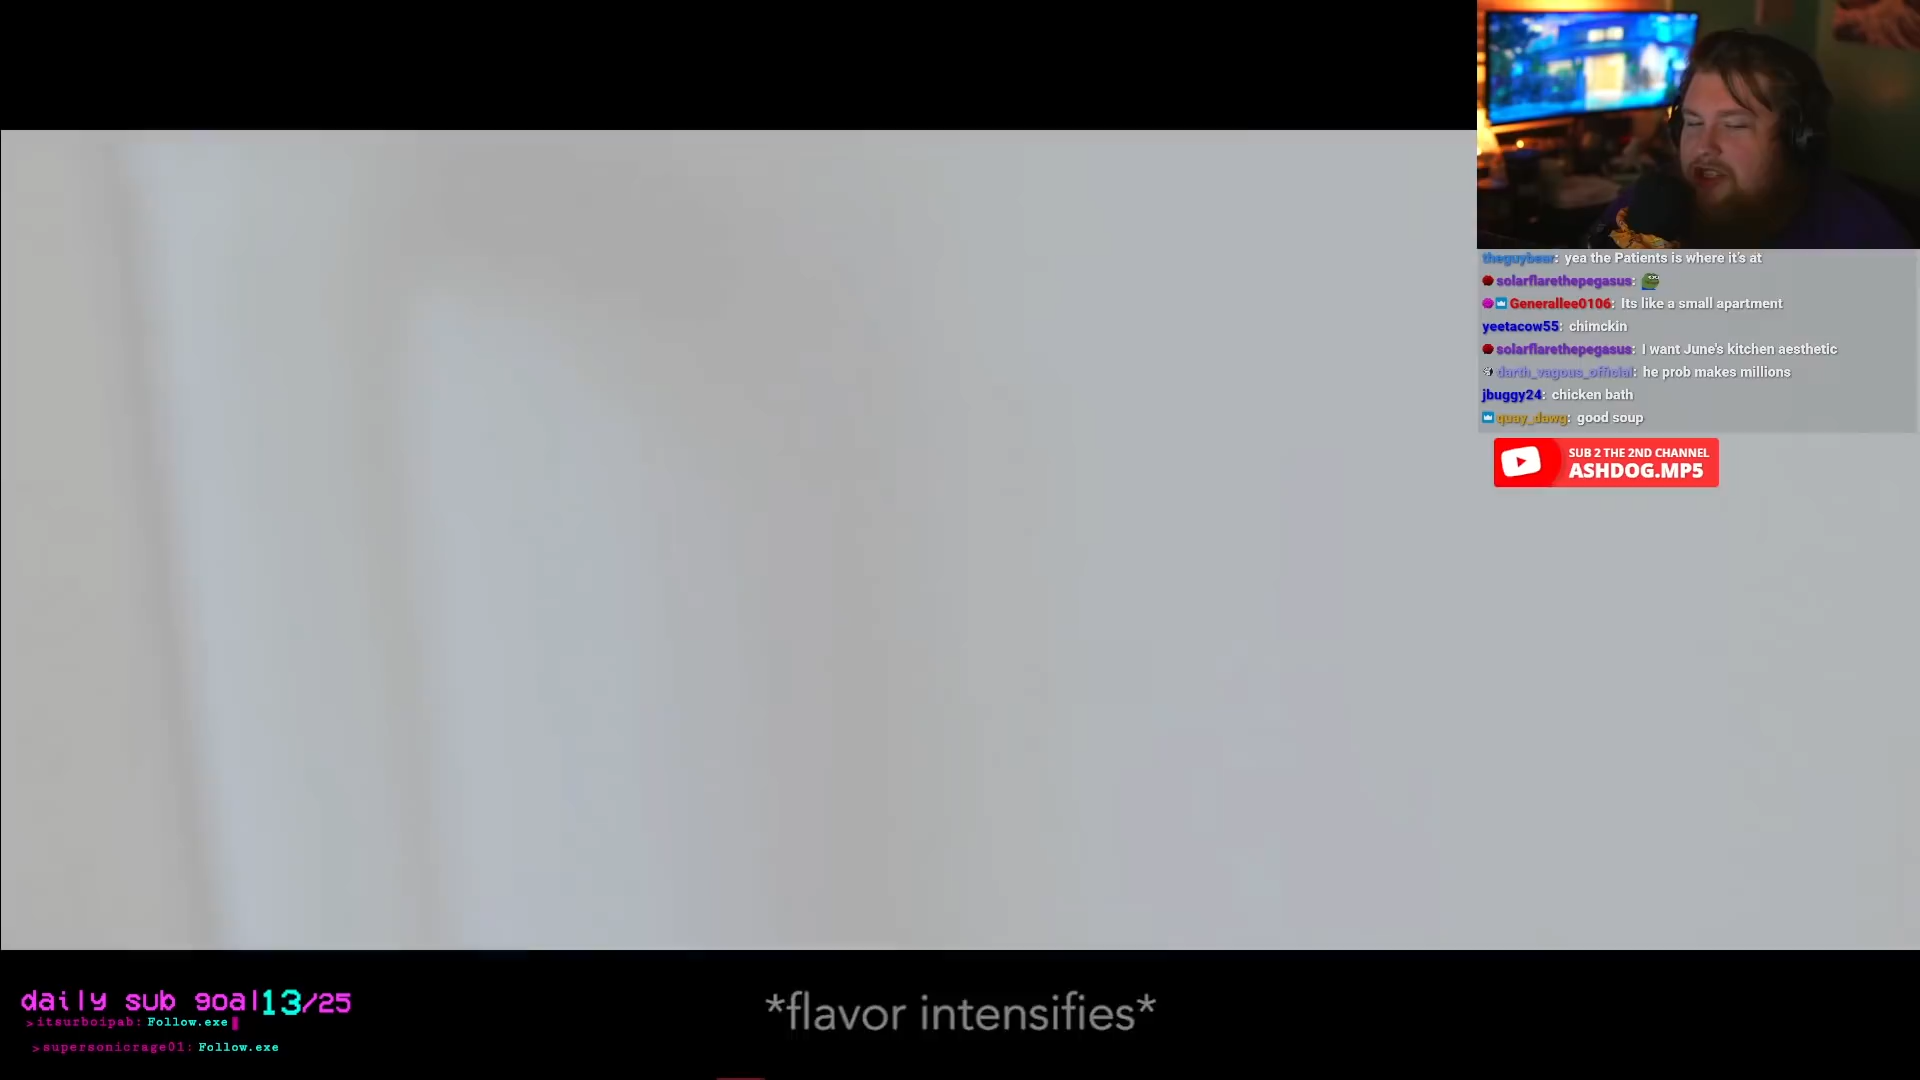 theguybear: yea the Patients is where it's at
solarflarethepegasus:
Generallee0106: Its like a small apartment
yeetacow55: chimckin
solarflarethepegasus: I want June's kitchen aesthetic
darth_vagous_official: he prob makes millions
jbuggy24: chicken bath
quay_dawg: good soup
SUB 2 THE 2ND CHANNEL
ASHDOG.MP5
daily sub goal 13/25
>itsurboipab: Follow.exe
>supersonicrage01: Follow.exe
*flavor intensifies*